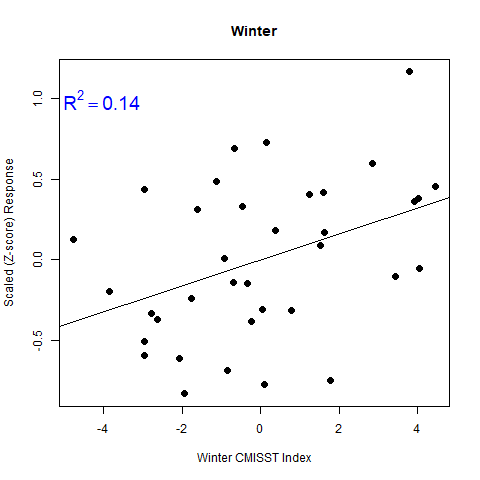 Winter
R² = 0.14
Scaled (Z-score) Response
1.0
0.5
0.0
-0.5
-4 -2 0 2 4
Winter CMISST Index